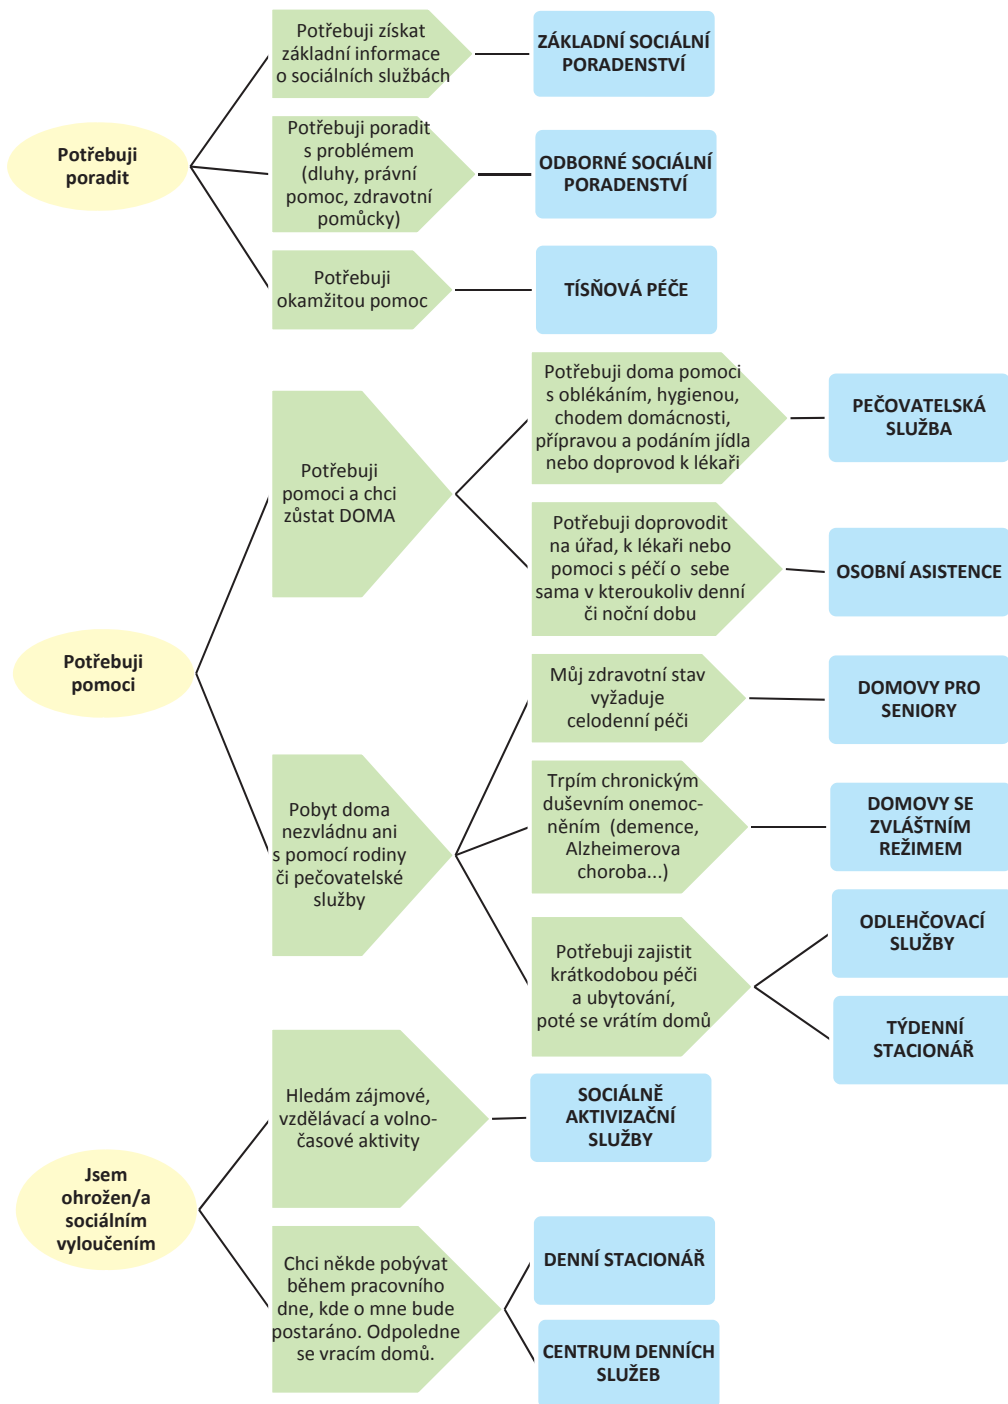 Potřebuji
poradit
Potřebuji získat
základní informace
o sociálních službách
ZÁKLADNÍ SOCIÁLNÍ
PORADENSTVÍ
Potřebuji poradit
s problémem
(dluhy, právní
pomoc, zdravotní
pomůcky)
ODBORNÉ SOCIÁLNÍ
PORADENSTVÍ
Potřebuji
okamžitou pomoc
TÍSŇOVÁ PÉČE
Potřebuji
pomoci
Potřebuji
pomoci a chci
zůstat DOMA
Potřebuji doma pomoci
s oblékáním, hygienou,
chodem domácnosti,
přípravou a podáním jídla
nebo doprovod k lékaři
PEČOVATELSKÁ
SLUŽBA
Potřebuji doprovodit
na úřad, k lékaři nebo
pomoci s péčí o  sebe
sama v kteroukoliv denní
či noční dobu
OSOBNÍ ASISTENCE
Pobyt doma
nezvládnu ani
s pomocí rodiny
či pečovatelské
služby
Můj zdravotní stav
vyžaduje
celodenní péči
DOMOVY PRO
SENIORY
Trpím chronickým
duševním onemoc-
něním  (demence,
Alzheimerova
choroba...)
DOMOVY SE
ZVLÁŠTNÍM
REŽIMEM
Potřebuji zajistit
krátkodobou péči
a ubytování,
poté se vrátím domů
ODLEHČOVACÍ
SLUŽBY
TÝDENNÍ
STACIONÁŘ
Jsem
ohrožen/a
sociálním
vyloučením
Hledám zájmové,
vzdělávací a volno-
časové aktivity
SOCIÁLNĚ
AKTIVIZAČNÍ
SLUŽBY
Chci někde pobývat
během pracovního
dne, kde o mne bude
postaráno. Odpoledne
se vracím domů.
DENNÍ STACIONÁŘ
CENTRUM DENNÍCH
SLUŽEB